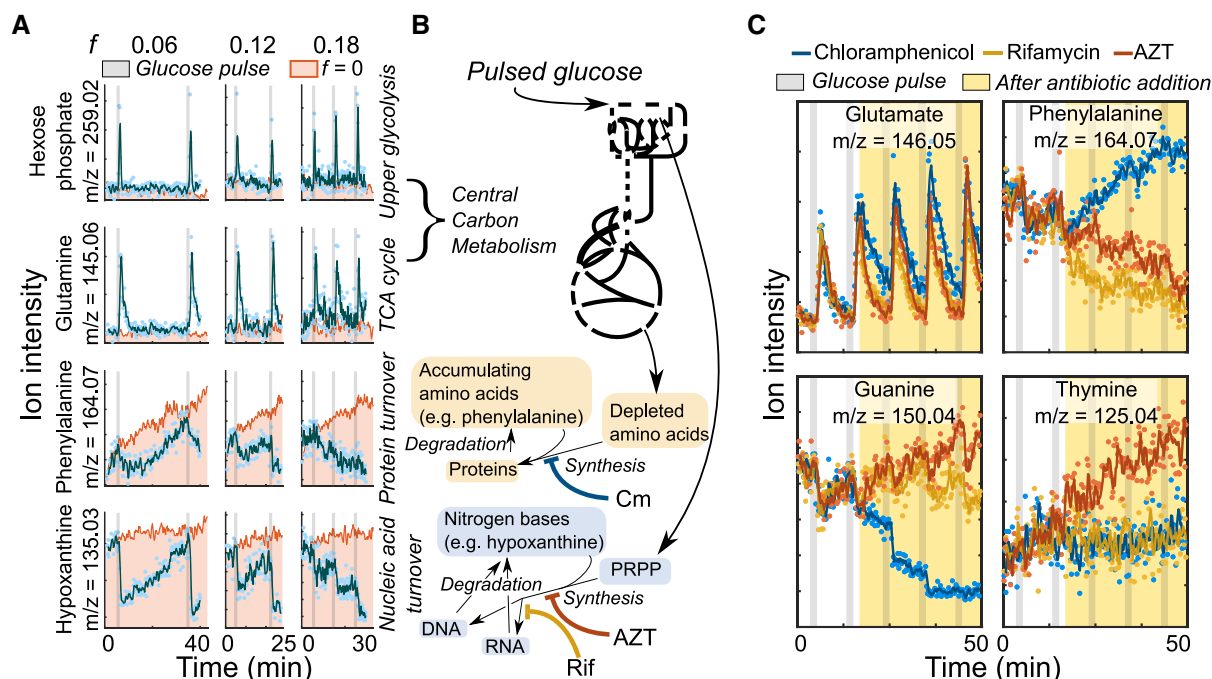 A
f 0.06 0.12 0.18
Glucose pulse f = 0
Ion intensity
Hexose
phosphate
m/z = 259.02
Upper glycolysis
Glutamine
m/z = 145.06
TCA cycle
Phenylalanine
m/z = 164.07
Protein turnover
Hypoxanthine
m/z = 135.03
Nucleic acid
turnover
0 40 0 25 0 30
Time (min)
B
Pulsed glucose
Central
Carbon
Metabolism
Accumulating
amino acids
(e.g. phenylalanine)
Depleted
amino acids
Degradation
Proteins
Synthesis
Cm
Nitrogen bases
(e.g. hypoxanthine)
PRPP
Degradation
Synthesis
DNA
RNA
AZT
Rif
C
Chloramphenicol Rifamycin AZT
Glucose pulse After antibiotic addition
Ion intensity
Glutamate
m/z = 146.05
Phenylalanine
m/z = 164.07
Guanine
m/z = 150.04
Thymine
m/z = 125.04
0 50 0 50
Time (min)